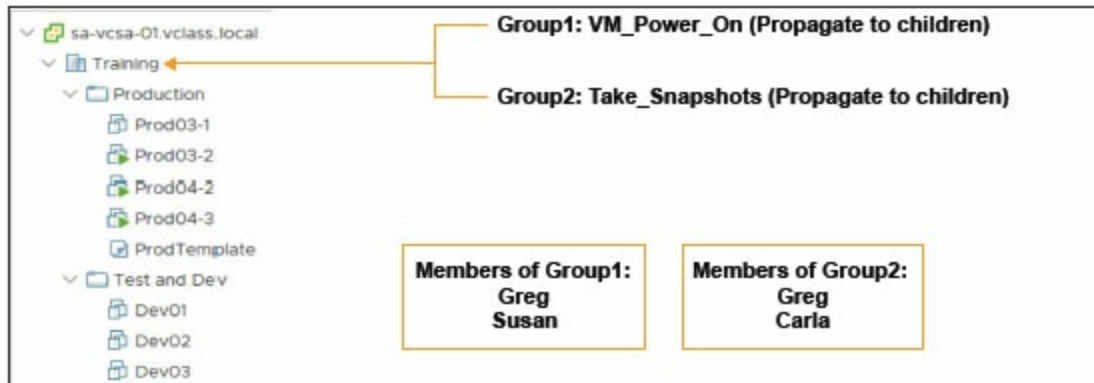 sa-vcsa-01.vclass.local
Training
Production
Prod03-1
Prod03-2
Prod04-2
Prod04-3
ProdTemplate
Test and Dev
Dev01
Dev02
Dev03
Group1: VM_Power_On (Propagate to children)
Group2: Take_Snapshots (Propagate to children)
Members of Group1:
Greg
Susan
Members of Group2:
Greg
Carla